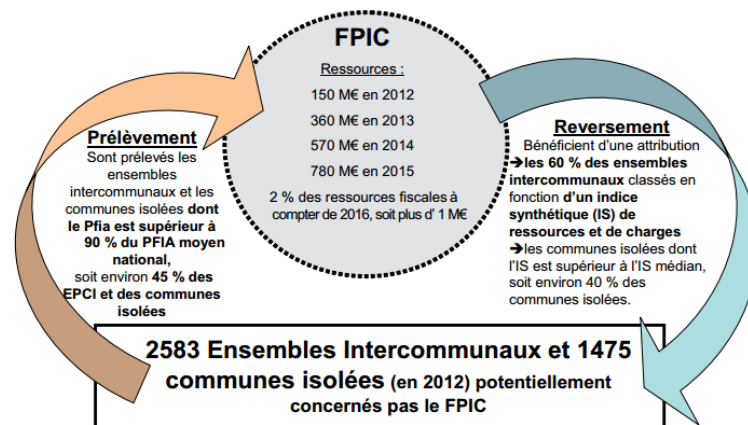 FPIC
Ressources :
150 M€ en 2012
360 M€ en 2013
570 M€ en 2014
780 M€ en 2015
2 % des ressources fiscales à
compter de 2016, soit plus d' 1 M€
Prélèvement
Sont prélevés les
ensembles
intercommunaux et les
communes isolées dont
le Pfia est supérieur à
90 % du PFIA moyen
national,
soit environ 45 % des
EPCI et des communes
isolées
Reversement
Bénéficient d'une attribution
➔les 60 % des ensembles
intercommunaux classés en
fonction d'un indice
synthétique (IS) de
ressources et de charges
➔les communes isolées dont
l'IS est supérieur à l'IS médian,
soit environ 40 % des
communes isolées.
2583 Ensembles Intercommunaux et 1475
communes isolées (en 2012) potentiellement
concernés pas le FPIC